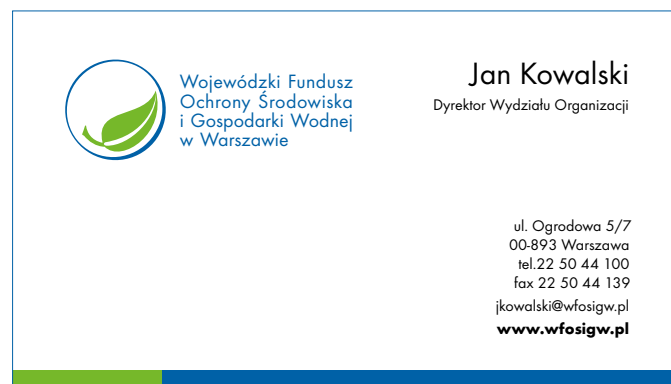 Wojewódzki Fundusz
Ochrony Środowiska
i Gospodarki Wodnej
w Warszawie
Jan Kowalski
Dyrektor Wydziału Organizacji
ul. Ogrodowa 5/7
00-893 Warszawa
tel.22 50 44 100
fax 22 50 44 139
jkowalski@wfosigw.pl
www.wfosigw.pl